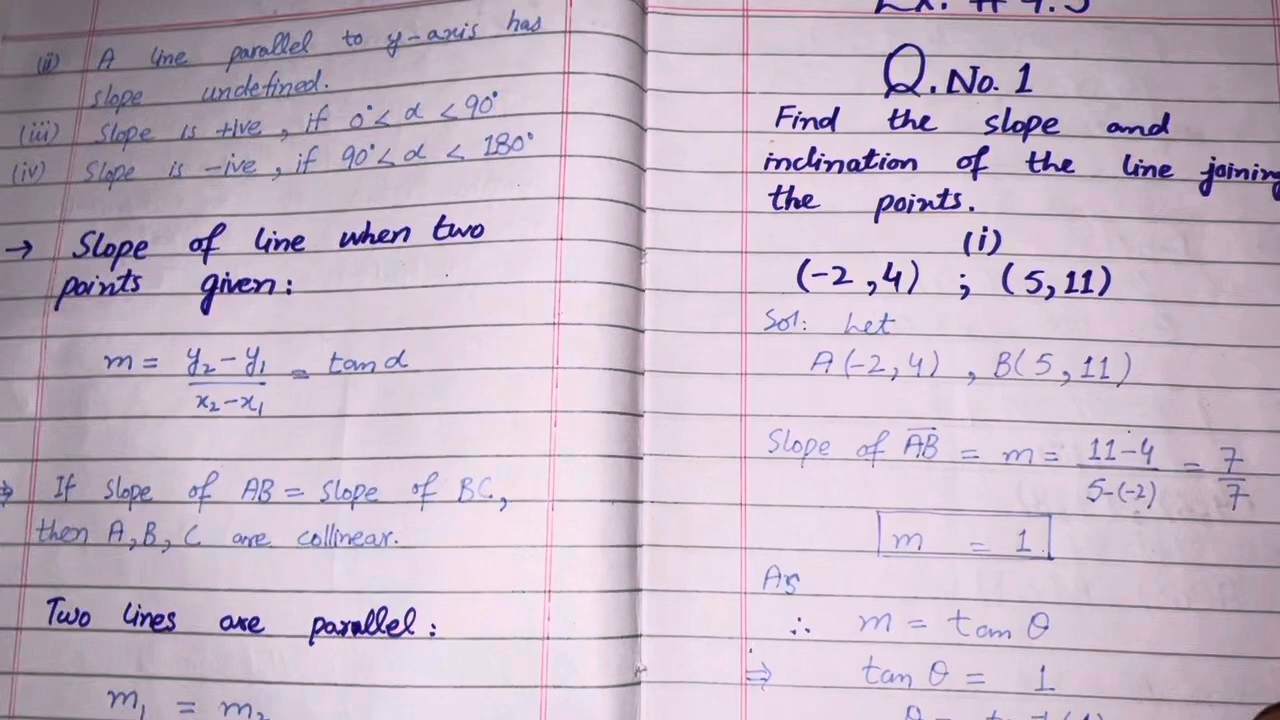 (ii) A line parallel to y-axis has
slope undefined.
(iii) Slope is +ive, if 0°< α < 90°
(iv) Slope is -ive, if 90°< α < 180°
→ Slope of line when two
points given:
m = y₂-y₁/x₂-x₁ = tan α
⇒ If slope of AB = slope of BC,
then A, B, C are collinear.
Two lines are parallel:
m₁ = m₂
Ex. # 4.3
Q. No. 1
Find the slope and
inclination of the line joining
the points.
(i)
(-2, 4) ; (5, 11)
Sol: Let
A(-2, 4) , B(5, 11)
Slope of A̅B̅ = m = 11-4/5-(-2) = 7/7
m = 1
As
∴ m = tan θ
⇒ tan θ = 1